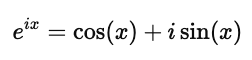 e^{ix} = cos(x) + i sin(x)